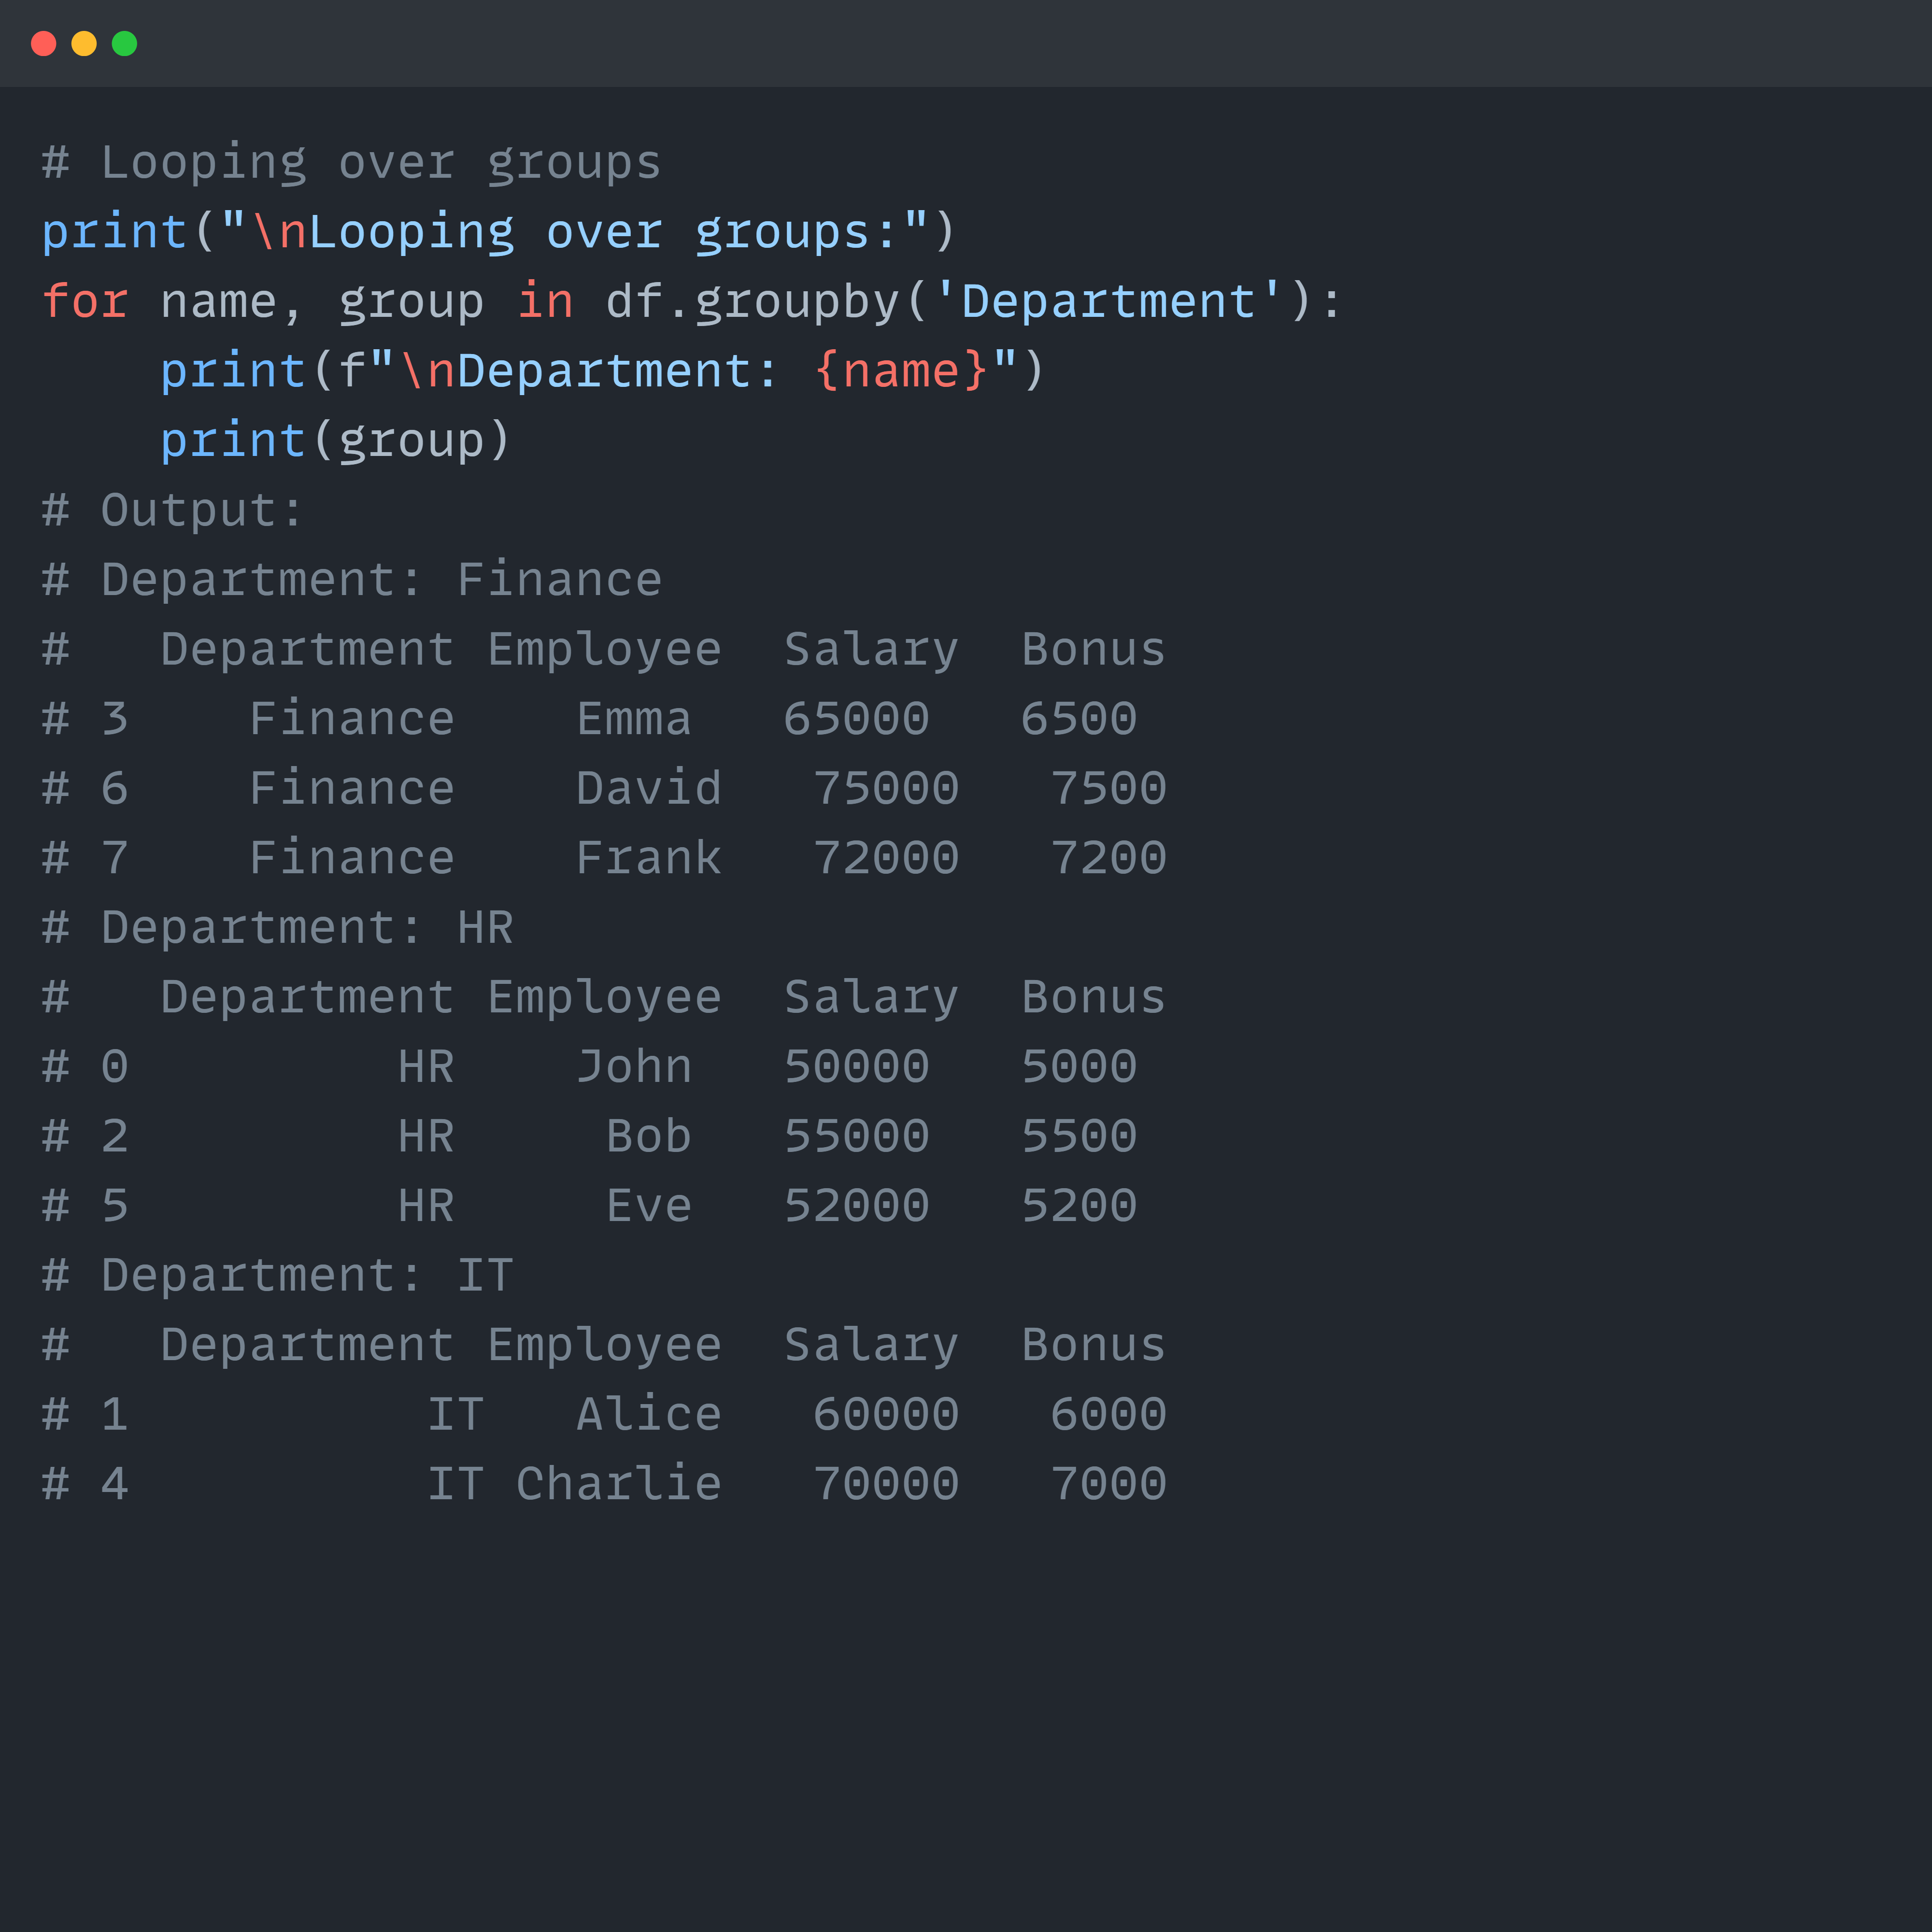 # Looping over groups
print("\nLooping over groups:")
for name, group in df.groupby('Department'):
    print(f"\nDepartment: {name}")
    print(group)
# Output:
# Department: Finance
#   Department Employee  Salary  Bonus
# 3    Finance    Emma   65000   6500
# 6    Finance    David   75000   7500
# 7    Finance    Frank   72000   7200
# Department: HR
#   Department Employee  Salary  Bonus
# 0         HR    John   50000   5000
# 2         HR     Bob   55000   5500
# 5         HR     Eve   52000   5200
# Department: IT
#   Department Employee  Salary  Bonus
# 1          IT   Alice   60000   6000
# 4          IT Charlie   70000   7000